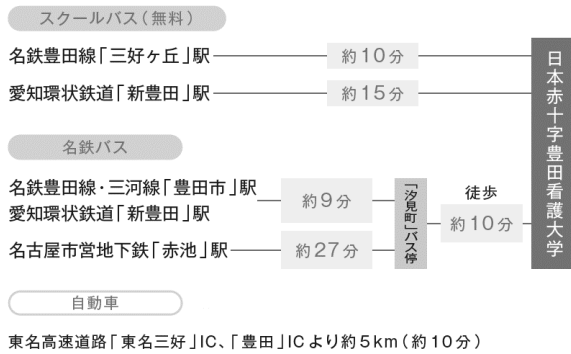 スクールバス（無料）
名鉄豊田線「三好ヶ丘」駅
約10分
愛知環状鉄道「新豊田」駅
約15分
名鉄バス
名鉄豊田線・三河線「豊田市」駅
愛知環状鉄道「新豊田」駅
約9分
名古屋市営地下鉄「赤池」駅
約27分
「汐見町」バス停
徒歩
約10分
日本赤十字豊田看護大学
自動車
東名高速道路「東名三好」IC、「豊田」ICより約5km（約10分）